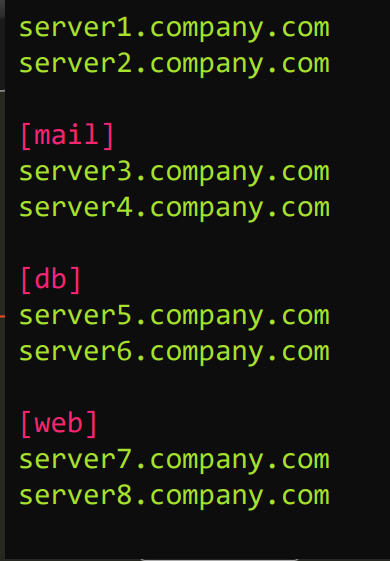 server1.company.com
server2.company.com
[mail]
server3.company.com
server4.company.com
[db]
server5.company.com
server6.company.com
[web]
server7.company.com
server8.company.com